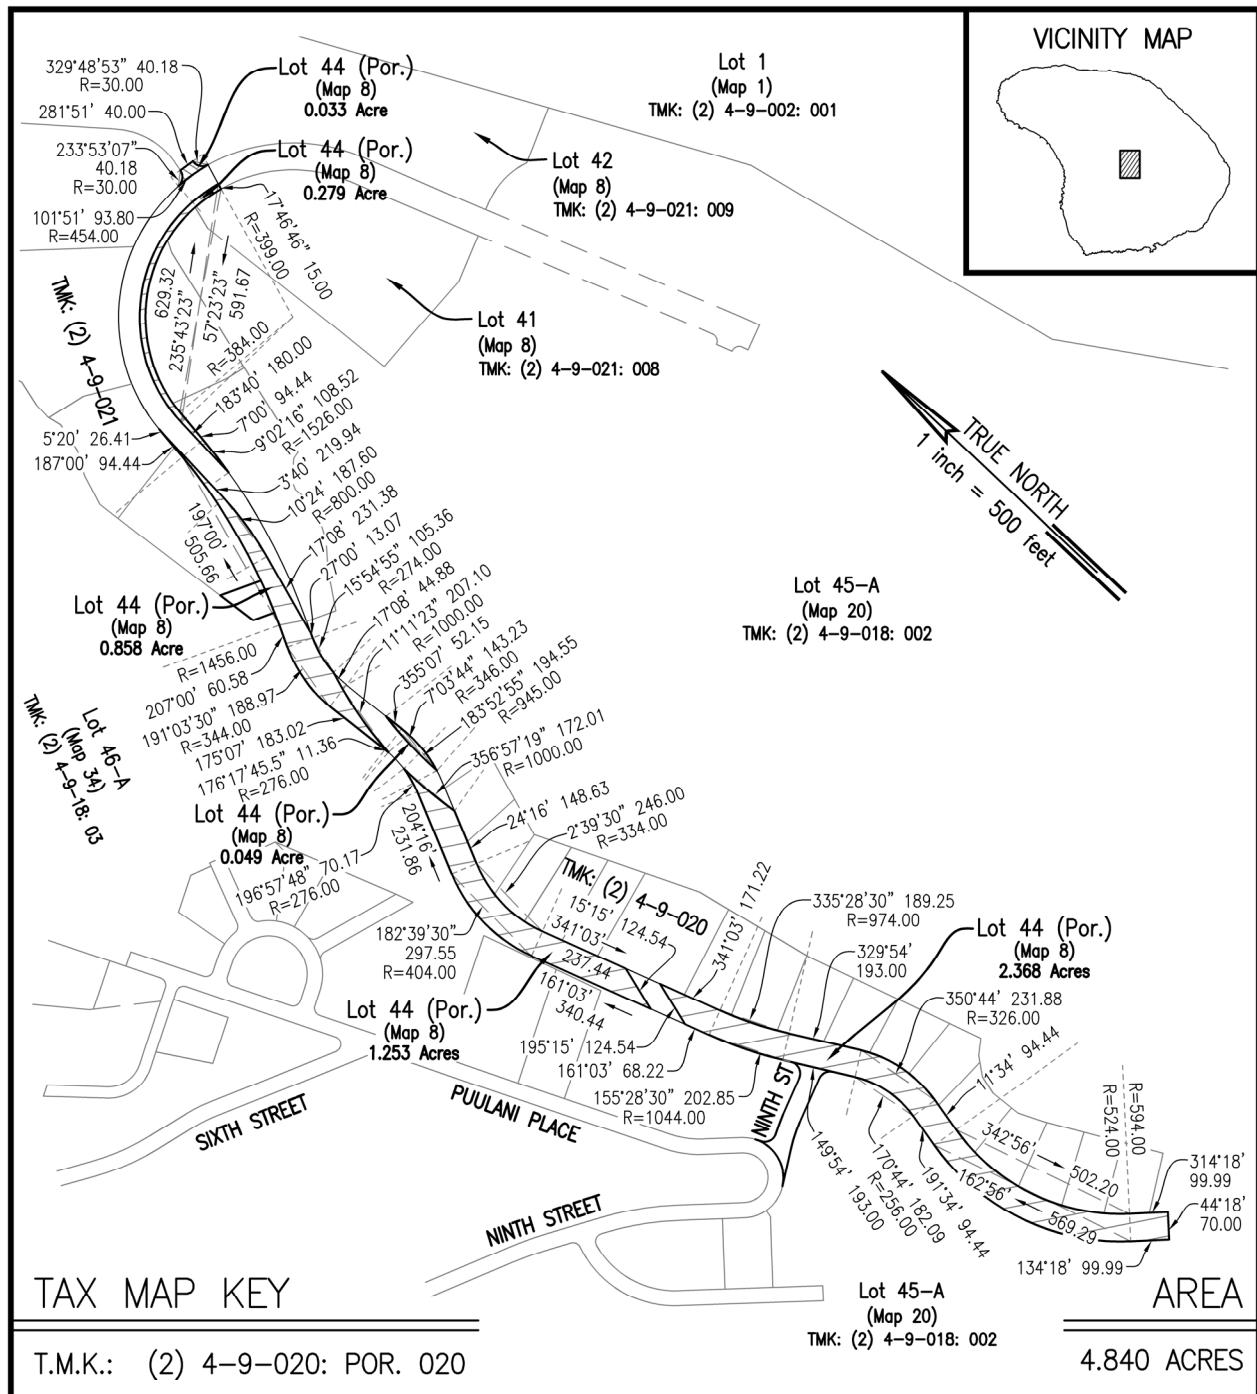 VICINITY MAP
Lot 1
(Map 1)
TMK: (2) 4-9-002: 001
329°48'53" 40.18
R=30.00
281°51' 40.00
233°53'07"
40.18
R=30.00
101°51' 93.80
R=454.00
Lot 44 (Por.)
(Map 8)
0.033 Acre
Lot 44 (Por.)
(Map 8)
0.279 Acre
Lot 42
(Map 8)
TMK: (2) 4-9-021: 009
17°46'46" 15.00
R=399.00
629.32
235°43'23"
57°23'23"
591.67
R=384.00
Lot 41
(Map 8)
TMK: (2) 4-9-021: 008
TMK: (2) 4-9-021
183°40' 180.00
7°00' 94.44
9°02'16" 108.52
R=1526.00
5°20' 26.41
187°00' 94.44
3°40' 219.94
10°24' 187.60
R=800.00
17°08' 231.38
27°00' 13.07
15°54'55" 105.36
R=274.00
17°08' 44.88
11°11'23" 207.10
R=1000.00
355°07' 52.15
7°03'44" 143.23
R=346.00
183°52'55" 194.55
R=945.00
356°57'19" 172.01
R=1000.00
TRUE NORTH
1 inch = 500 feet
197°00'
505.66
Lot 44 (Por.)
(Map 8)
0.858 Acre
R=1456.00
207°00' 60.58
191°03'30" 188.97
R=344.00
175°07' 183.02
176°17'45.5" 11.36
R=276.00
Lot 45-A
(Map 20)
TMK: (2) 4-9-018: 002
Lot 46-A
(Map 34)
TMK: (2) 4-9-18: 03
Lot 44 (Por.)
(Map 8)
0.049 Acre
196°57'48" 70.17
R=276.00
204°16'
231.86
24°16' 148.63
2°39'30" 246.00
R=334.00
TMK: (2) 4-9-020
15°15' 124.54
341°03'
237.44
161°03'
340.44
341°03' 171.22
335°28'30" 189.25
R=974.00
329°54'
193.00
Lot 44 (Por.)
(Map 8)
2.368 Acres
182°39'30"
297.55
R=404.00
350°44' 231.88
R=326.00
Lot 44 (Por.)
(Map 8)
1.253 Acres
195°15' 124.54
161°03' 68.22
155°28'30" 202.85
R=1044.00
11°34' 94.44
R=594.00
R=524.00
NINTH ST
SIXTH STREET
PUULANI PLACE
NINTH STREET
149°54' 193.00
170°44' 182.09
R=256.00
191°34' 94.44
342°56'
502.20
162°56'
569.29
314°18'
99.99
44°18'
70.00
134°18' 99.99
Lot 45-A
(Map 20)
TMK: (2) 4-9-018: 002
TAX MAP KEY
T.M.K.: (2) 4-9-020: POR. 020
AREA
4.840 ACRES